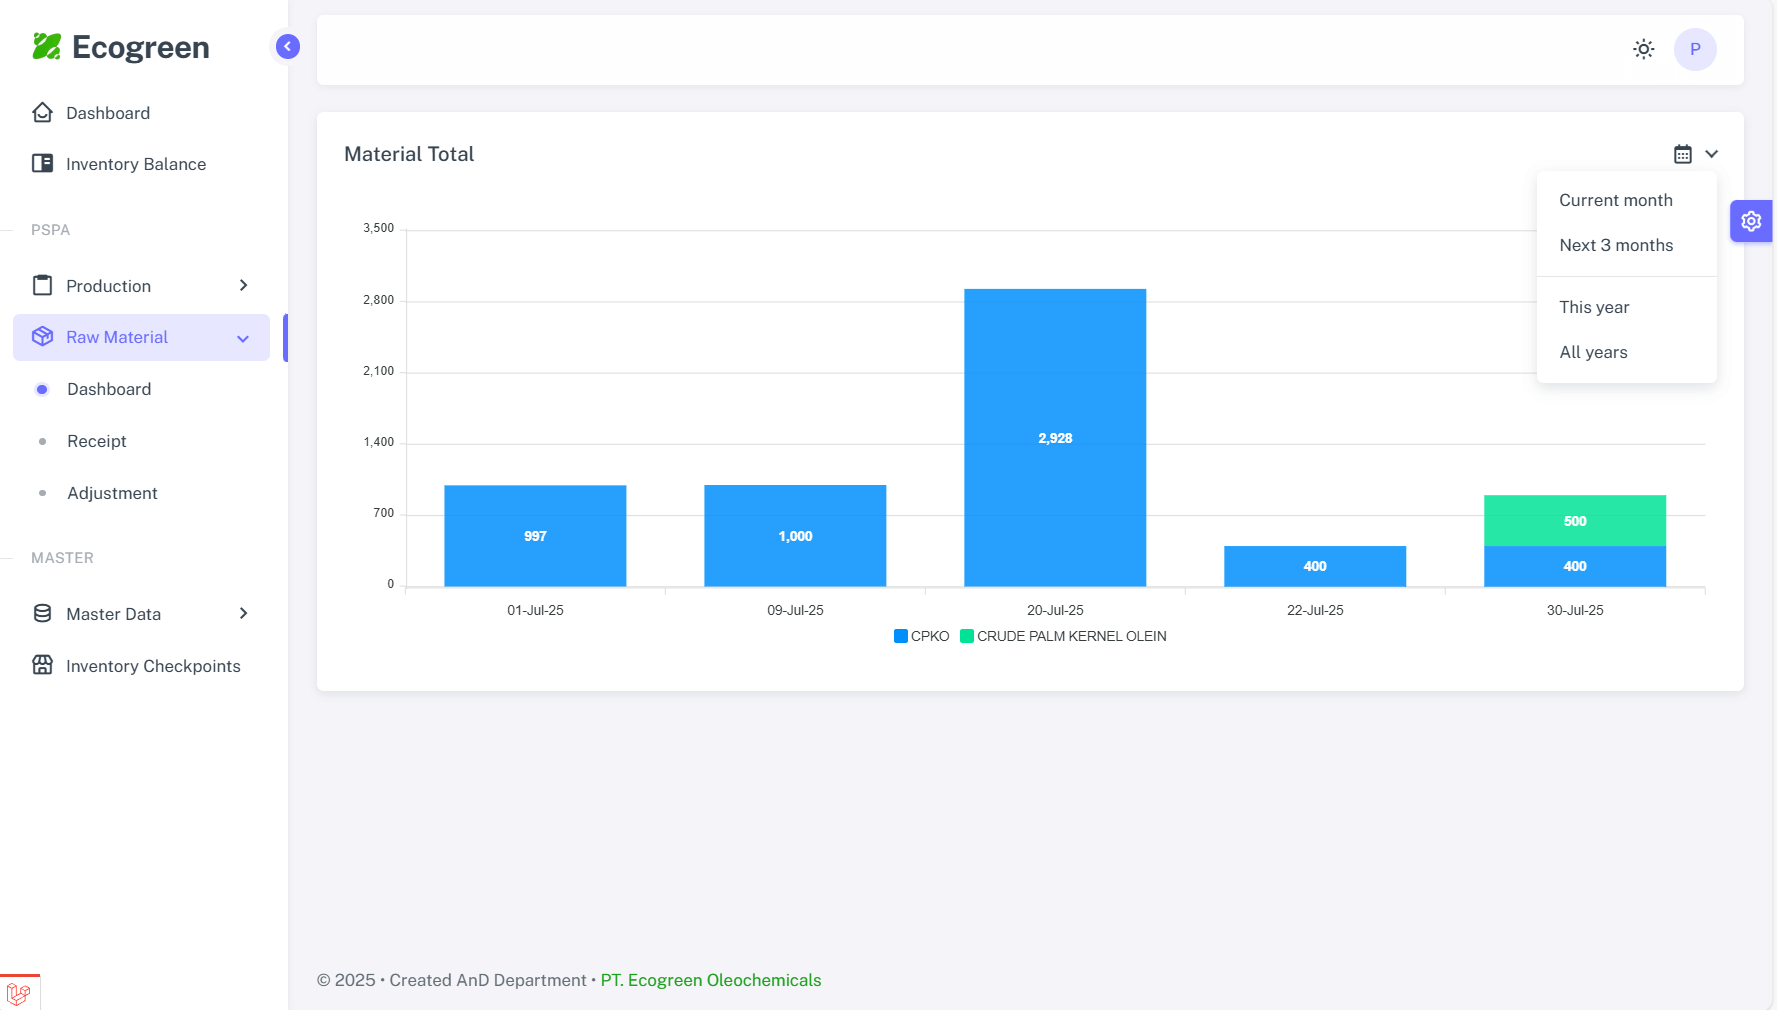 Ecogreen
Dashboard
Inventory Balance
PSPA
Production
Raw Material
Dashboard
Receipt
Adjustment
MASTER
Master Data
Inventory Checkpoints
P
Material Total
Current month
Next 3 months
This year
All years
3,500
2,800
2,100
1,400
700
0
997
1,000
2,928
400
500
400
01-Jul-25
09-Jul-25
20-Jul-25
22-Jul-25
30-Jul-25
CPKO
CRUDE PALM KERNEL OLEIN
© 2025 • Created AnD Department • PT. Ecogreen Oleochemicals